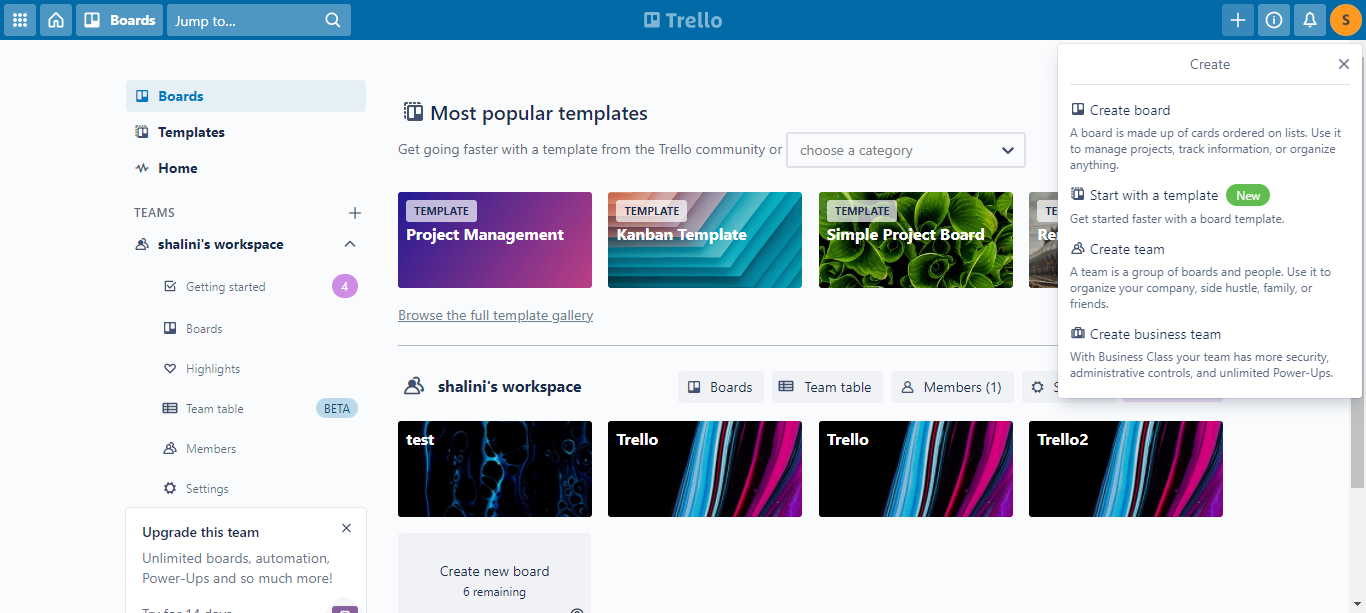 Boards
Jump to...
Trello
S
Boards
Templates
Home
TEAMS
shalini's workspace
Getting started
4
Boards
Highlights
Team table
BETA
Members
Settings
Upgrade this team
Unlimited boards, automation,
Power-Ups and so much more!
Most popular templates
Get going faster with a template from the Trello community or
choose a category
TEMPLATE
Project Management
TEMPLATE
Kanban Template
TEMPLATE
Simple Project Board
Browse the full template gallery
shalini's workspace
Boards
Team table
Members (1)
test
Trello
Trello
Trello2
Create new board
6 remaining
Create
Create board
A board is made up of cards ordered on lists. Use it
to manage projects, track information, or organize
anything.
Start with a template
New
Get started faster with a board template.
Create team
A team is a group of boards and people. Use it to
organize your company, side hustle, family, or
friends.
Create business team
With Business Class your team has more security,
administrative controls, and unlimited Power-Ups.